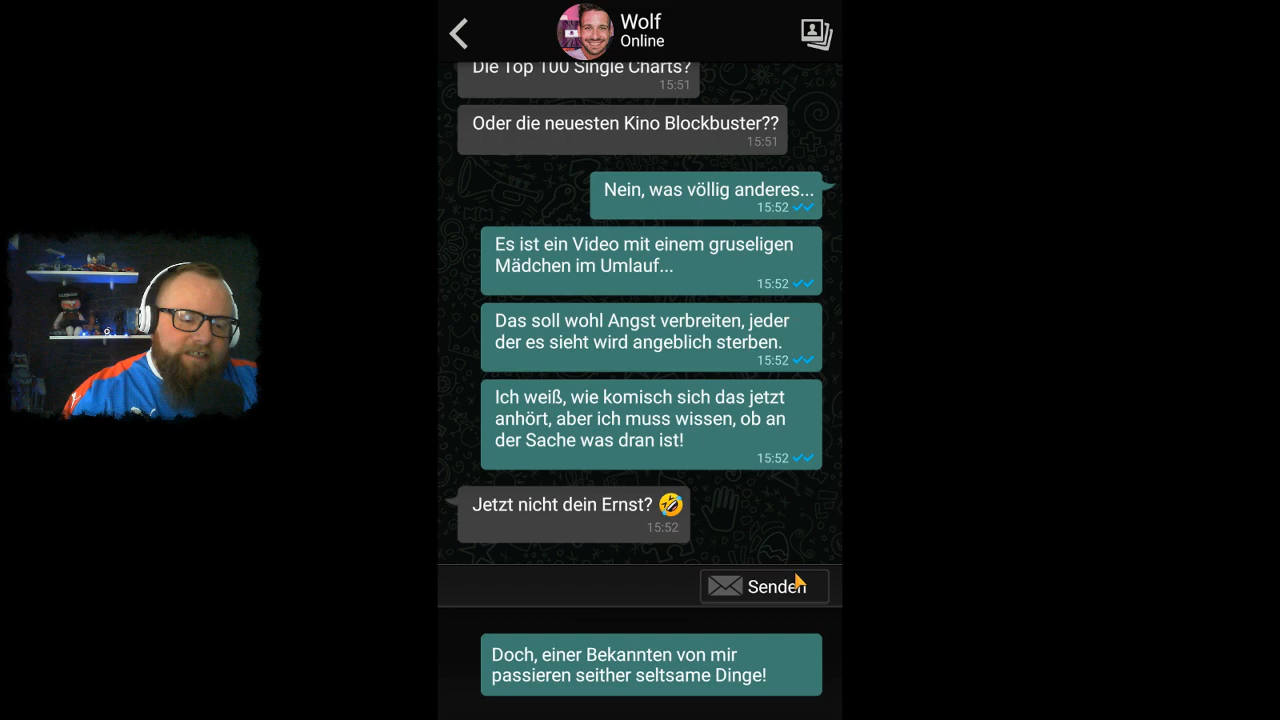 Wolf
Online
Die Top 100 Single Charts?
15:51
Oder die neuesten Kino Blockbuster??
15:51
Nein, was völlig anderes...
15:52
Es ist ein Video mit einem gruseligen
Mädchen im Umlauf...
15:52
Das soll wohl Angst verbreiten, jeder
der es sieht wird angeblich sterben.
15:52
Ich weiß, wie komisch sich das jetzt
anhört, aber ich muss wissen, ob an
der Sache was dran ist!
15:52
Jetzt nicht dein Ernst? 🤣
15:52
Senden
Doch, einer Bekannten von mir
passieren seither seltsame Dinge!